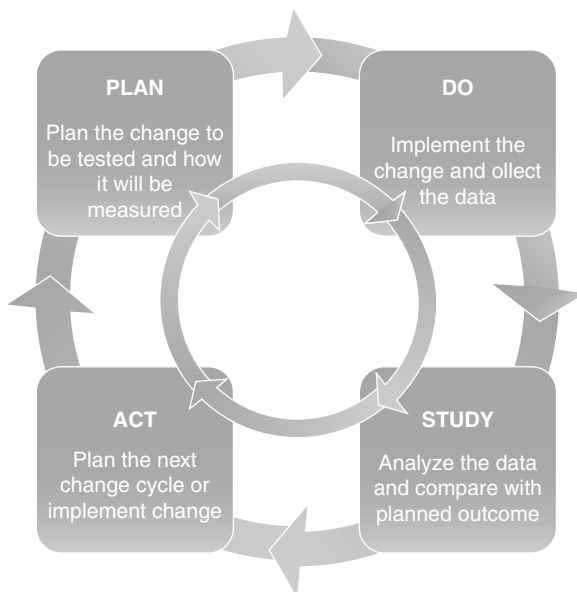 PLAN
Plan the change to
be tested and how
it will be
measured
DO
Implement the
change and ollect
the data
STUDY
Analyze the data
and compare with
planned outcome
ACT
Plan the next
change cycle or
implement change